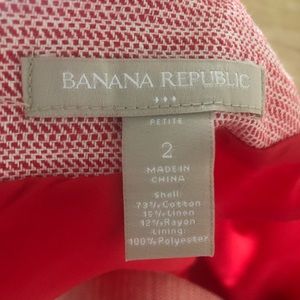 BANANA REPUBLIC
PETITE
2
MADE IN
CHINA
Shell:
73%Cotton
15%Linen
12%Rayon
Lining:
100%Polyester